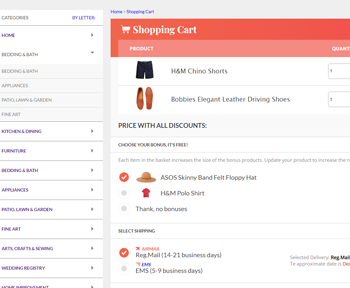 CATEGORIES
BY LETTER:
HOME
BEDDING & BATH
BEDDING & BATH
APPLIANCES
PATIO, LAWN & GARDEN
FINE ART
KITCHEN & DINING
FURNITURE
BEDDING & BATH
APPLIANCES
PATIO, LAWN & GARDEN
FINE ART
ARTS, CRAFTS & SEWING
WEDDING REGISTRY
HOME IMPROVEMENT
Home > Shopping Cart
Shopping Cart
PRODUCT
QUANT
H&M Chino Shorts
1
Bobbies Elegant Leather Driving Shoes
1
PRICE WITH ALL DISCOUNTS:
CHOOSE YOUR BONUS, IT'S FREE!
Each item in the basket increases the size of the bonus products. Update your product to increase the n
ASOS Skinny Band Felt Floppy Hat
H&M Polo Shirt
Thank, no bonuses
SELECT SHIPPING
AIRMAIL
Reg.Mail (14-21 business days)
EMS
EMS (5-9 business days)
Selected Delivery: Reg.Mail
Te approximate date is Dec